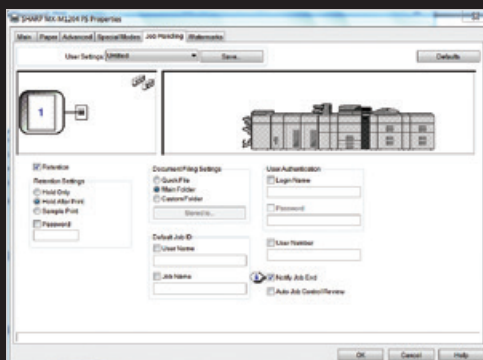 SHARP MX-M1204 PS Properties
Main Paper Advanced Special Modes Job Handling Watermarks
User Settings: Untitled Save... Defaults
1
Retention
Retention Settings
Hold Only
Hold After Print
Sample Print
Password
Document Filing Settings
Quick File
Main Folder
Custom Folder
Stored to...
Default Job ID
User Name
Job Name
User Authentication
Login Name
Password
User Number
Notify Job End
Auto Job Control Review
OK Cancel Help